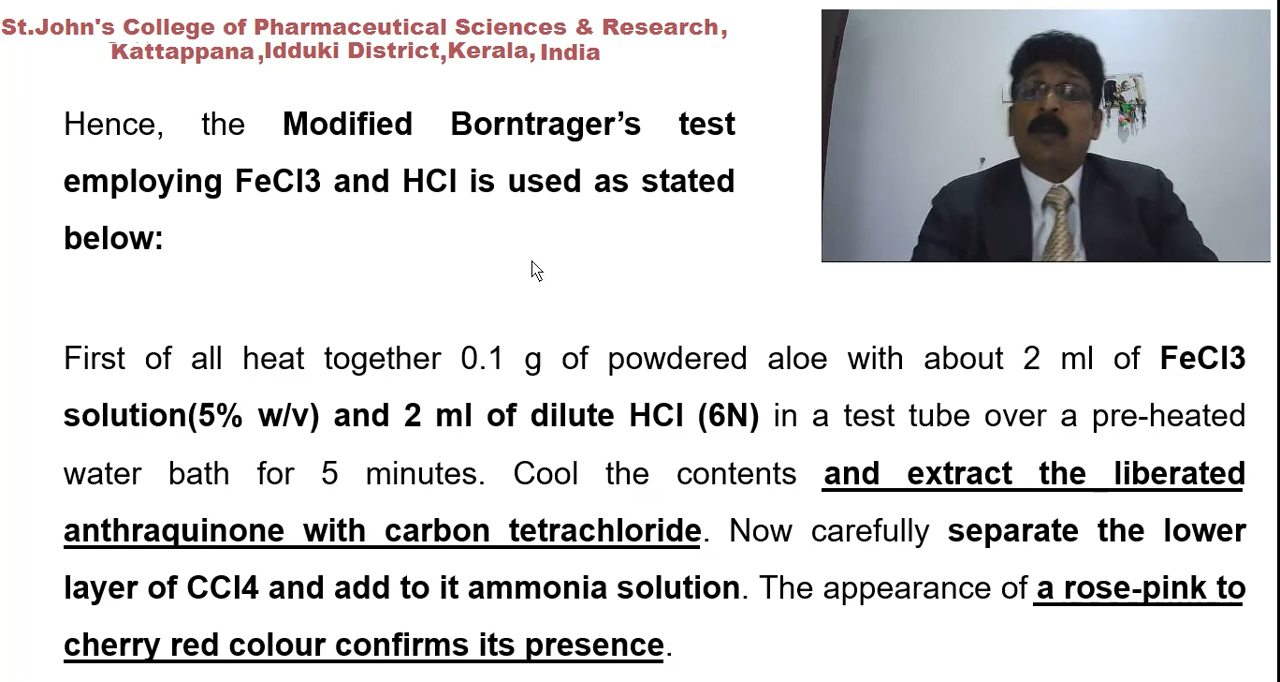 St.John's College of Pharmaceutical Sciences & Research,
Kattappana,Idduki District,Kerala, India
Hence, the Modified Borntrager’s test
employing FeCl3 and HCl is used as stated
below:
First of all heat together 0.1 g of powdered aloe with about 2 ml of FeCl3
solution(5% w/v) and 2 ml of dilute HCl (6N) in a test tube over a pre-heated
water bath for 5 minutes. Cool the contents and extract the liberated
anthraquinone with carbon tetrachloride. Now carefully separate the lower
layer of CCl4 and add to it ammonia solution. The appearance of a rose-pink to
cherry red colour confirms its presence.